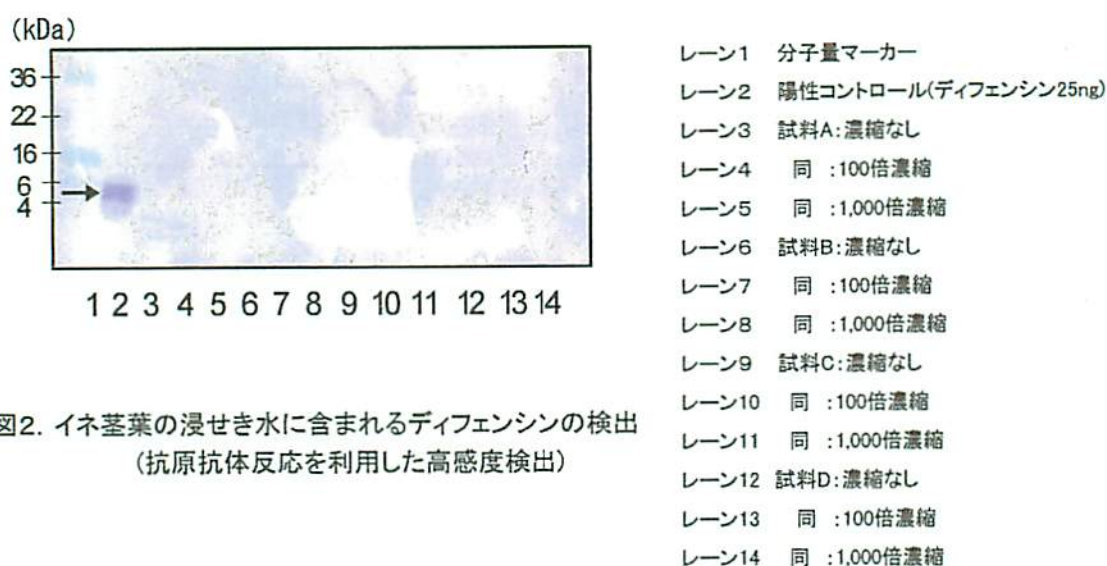 (kDa)
36
22
16
6
4
1 2 3 4 5 6 7 8 9 10 11 12 13 14
図2. イネ茎葉の浸せき水に含まれるディフェンシンの検出
(抗原抗体反応を利用した高感度検出)
レーン1 分子量マーカー
レーン2 陽性コントロール(ディフェンシン25ng)
レーン3 試料A:濃縮なし
レーン4 同 :100倍濃縮
レーン5 同 :1,000倍濃縮
レーン6 試料B:濃縮なし
レーン7 同 :100倍濃縮
レーン8 同 :1,000倍濃縮
レーン9 試料C:濃縮なし
レーン10 同 :100倍濃縮
レーン11 同 :1,000倍濃縮
レーン12 試料D:濃縮なし
レーン13 同 :100倍濃縮
レーン14 同 :1,000倍濃縮